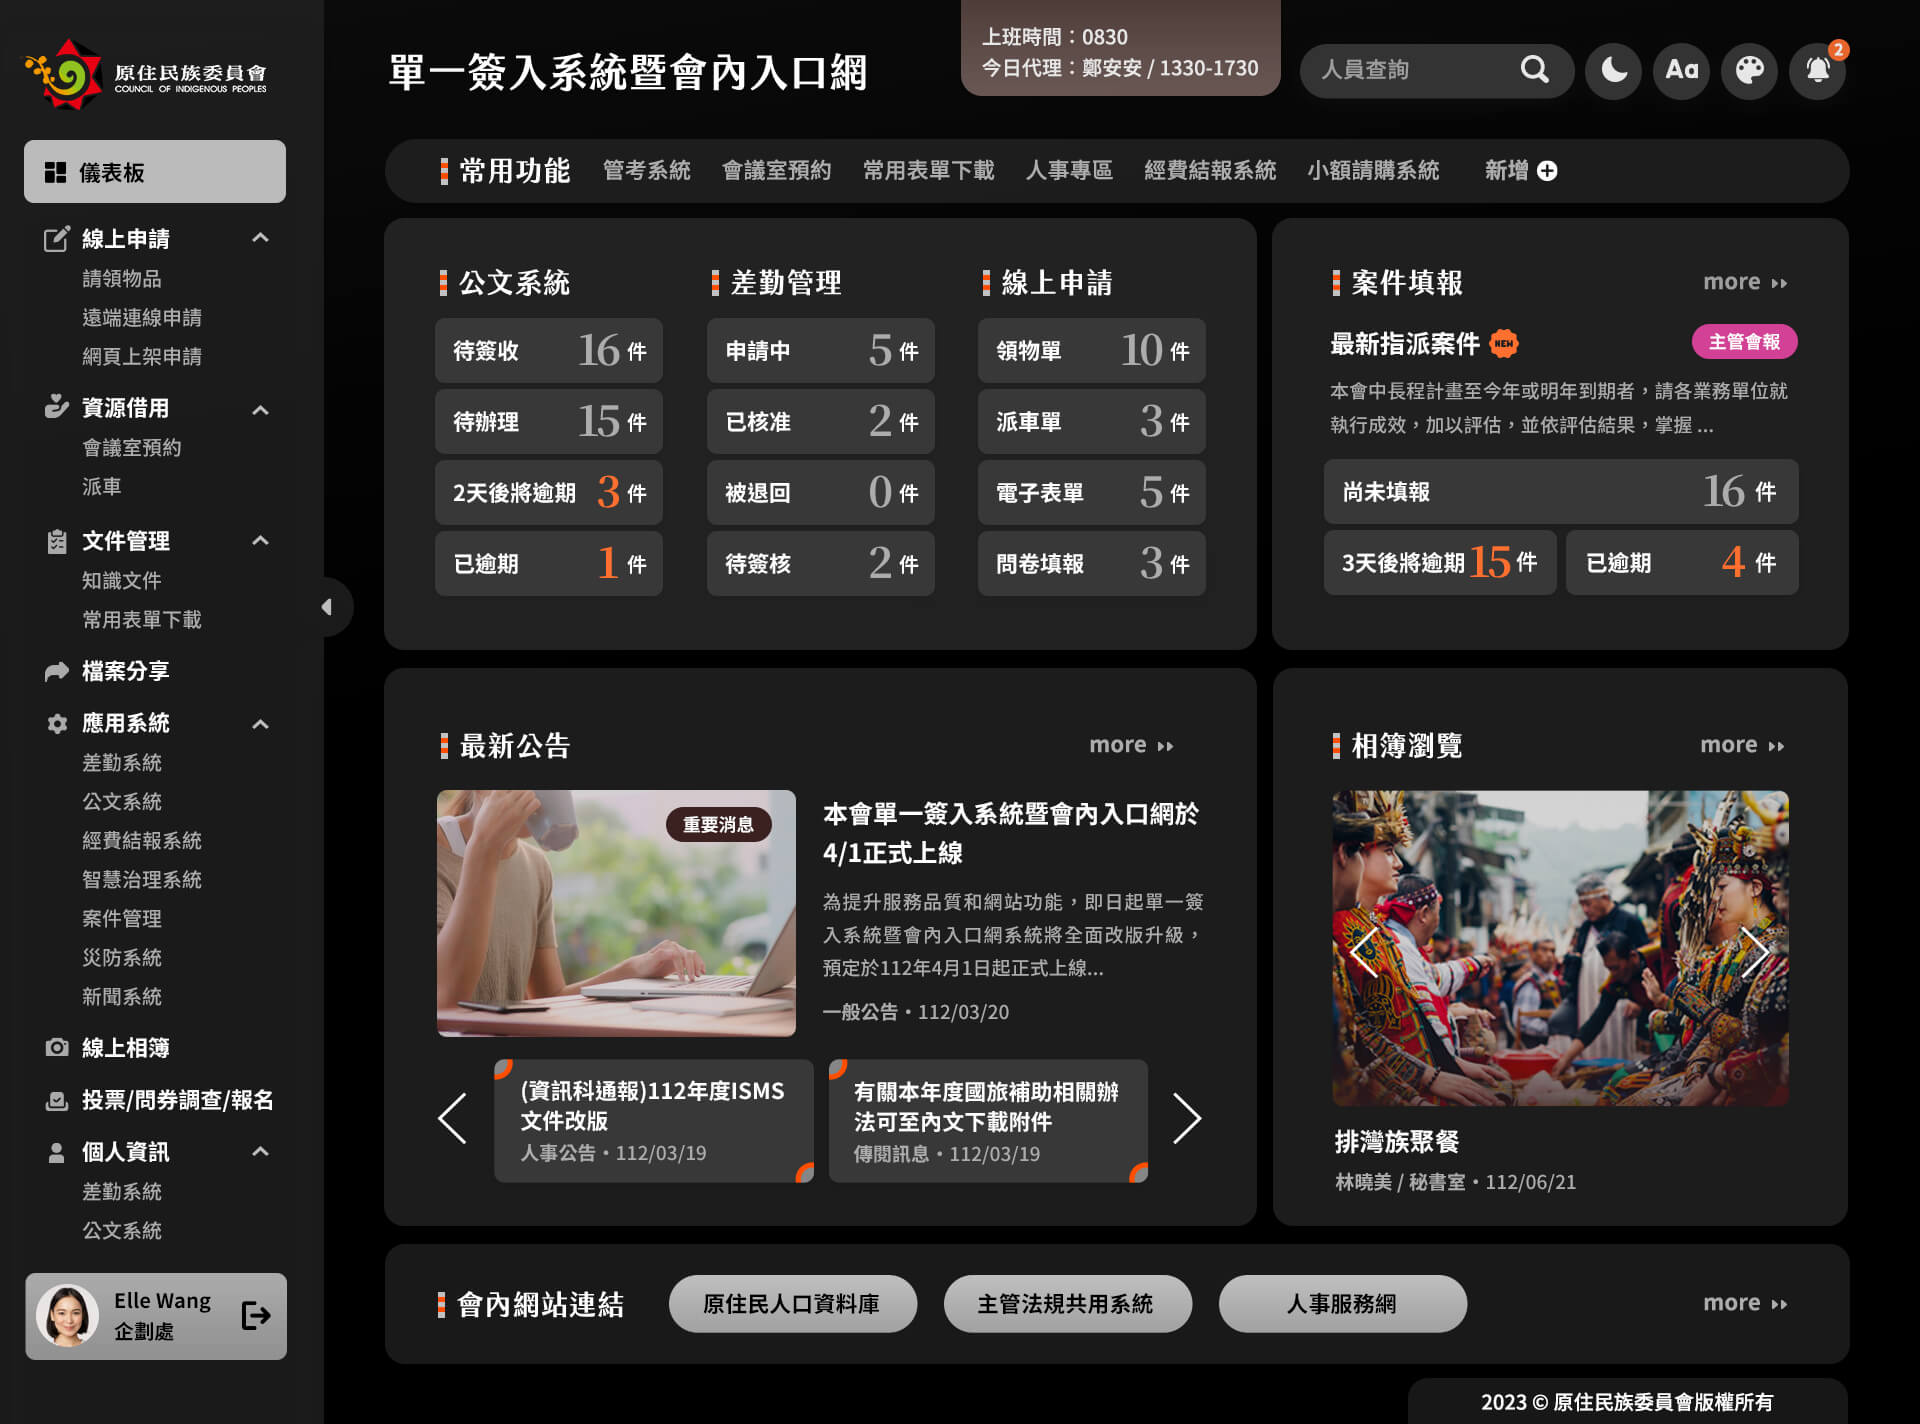 原住民族委員會
COUNCIL OF INDIGENOUS PEOPLES
儀表板
線上申請
請領物品
遠端連線申請
網頁上架申請
資源借用
會議室預約
派車
文件管理
知識文件
常用表單下載
檔案分享
應用系統
差勤系統
公文系統
經費結報系統
智慧治理系統
案件管理
災防系統
新聞系統
線上相簿
投票/問券調查/報名
個人資訊
差勤系統
公文系統
Elle Wang
企劃處
單一簽入系統暨會內入口網
上班時間：0830
今日代理：鄭安安 / 1330-1730
人員查詢
Aa
2
常用功能 管考系統 會議室預約 常用表單下載 人事專區 經費結報系統 小額請購系統 新增
公文系統
待簽收 16 件
待辦理 15 件
2天後將逾期 3 件
已逾期 1 件
差勤管理
申請中 5 件
已核准 2 件
被退回 0 件
待簽核 2 件
線上申請
領物單 10 件
派車單 3 件
電子表單 5 件
問卷填報 3 件
案件填報 more
最新指派案件 NEW 主管會報
本會中長程計畫至今年或明年到期者，請各業務單位就
執行成效，加以評估，並依評估結果，掌握 ...
尚未填報 16 件
3天後將逾期 15 件
已逾期 4 件
最新公告 more
重要消息
本會單一簽入系統暨會內入口網於
4/1正式上線
為提升服務品質和網站功能，即日起單一簽
入系統暨會內入口網系統將全面改版升級，
預定於112年4月1日起正式上線...
一般公告・112/03/20
(資訊科通報)112年度ISMS
文件改版
人事公告・112/03/19
有關本年度國旅補助相關辦
法可至內文下載附件
傳閱訊息・112/03/19
相簿瀏覽 more
排灣族聚餐
林曉美 / 秘書室・112/06/21
會內網站連結 原住民人口資料庫 主管法規共用系統 人事服務網 more
2023 © 原住民族委員會版權所有